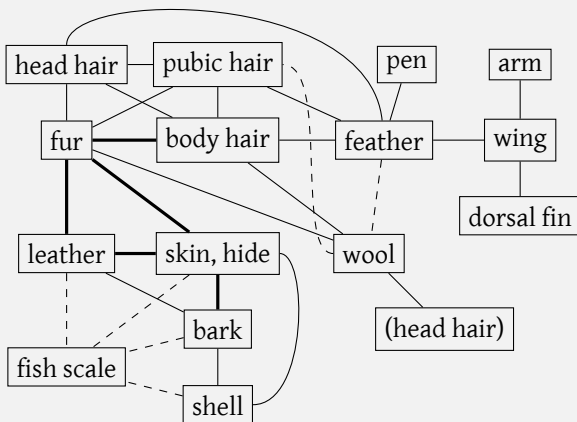 head hair
pubic hair
pen
arm
fur
body hair
feather
wing
dorsal fin
leather
skin, hide
wool
bark
(head hair)
fish scale
shell